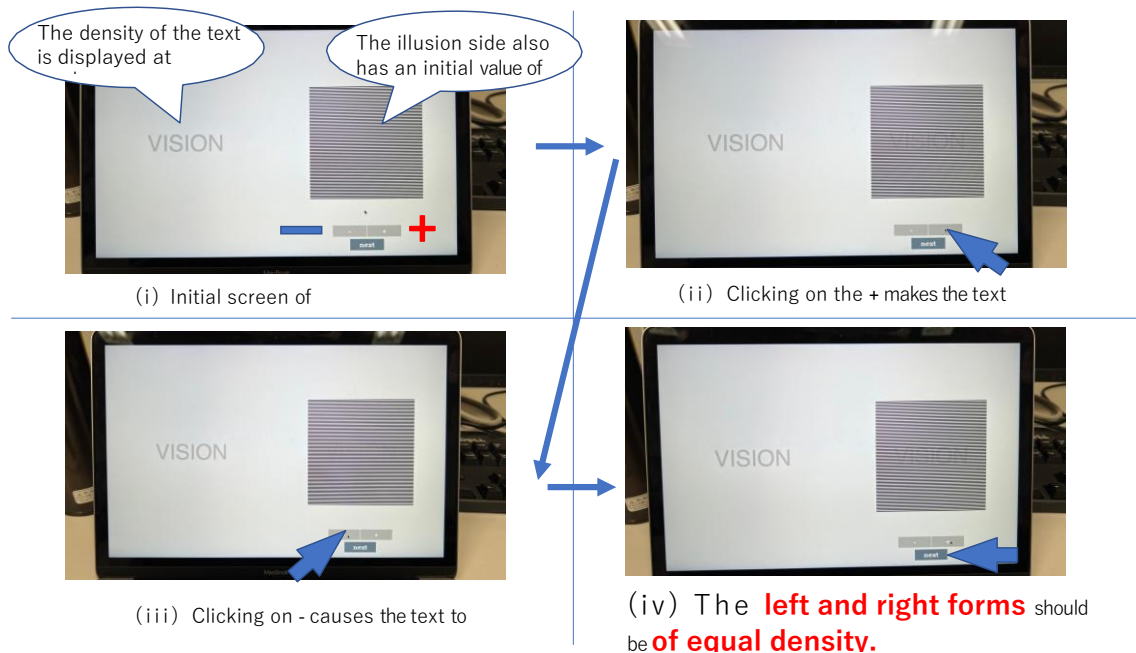 The density of the text
is displayed at
The illusion side also
has an initial value of
VISION
- +
next
(i) Initial screen of
VISION
VISION
next
(ii) Clicking on the + makes the text
VISION
next
(iii) Clicking on - causes the text to
VISION
VISION
next
(iv) The left and right forms should
be of equal density.